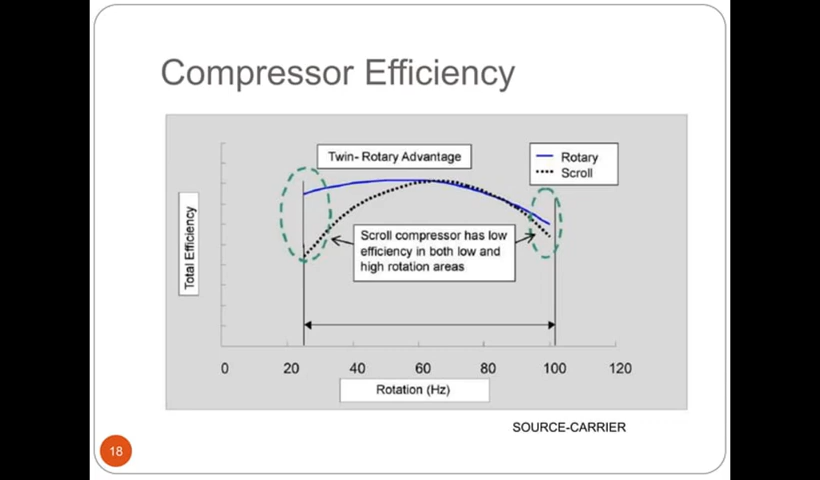 Compressor Efficiency
Twin- Rotary Advantage
Rotary
Scroll
Total Efficiency
Scroll compressor has low
efficiency in both low and
high rotation areas
0 20 40 60 80 100 120
Rotation (Hz)
SOURCE-CARRIER
18